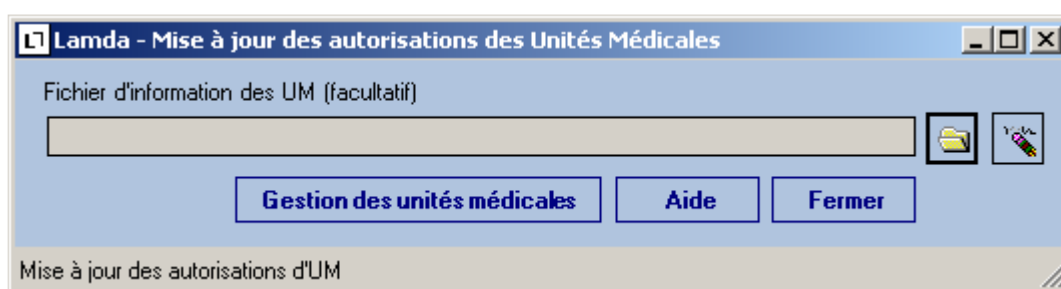 Lamda - Mise à jour des autorisations des Unités Médicales
Fichier d'information des UM (facultatif)
Gestion des unités médicales Aide Fermer
Mise à jour des autorisations d'UM